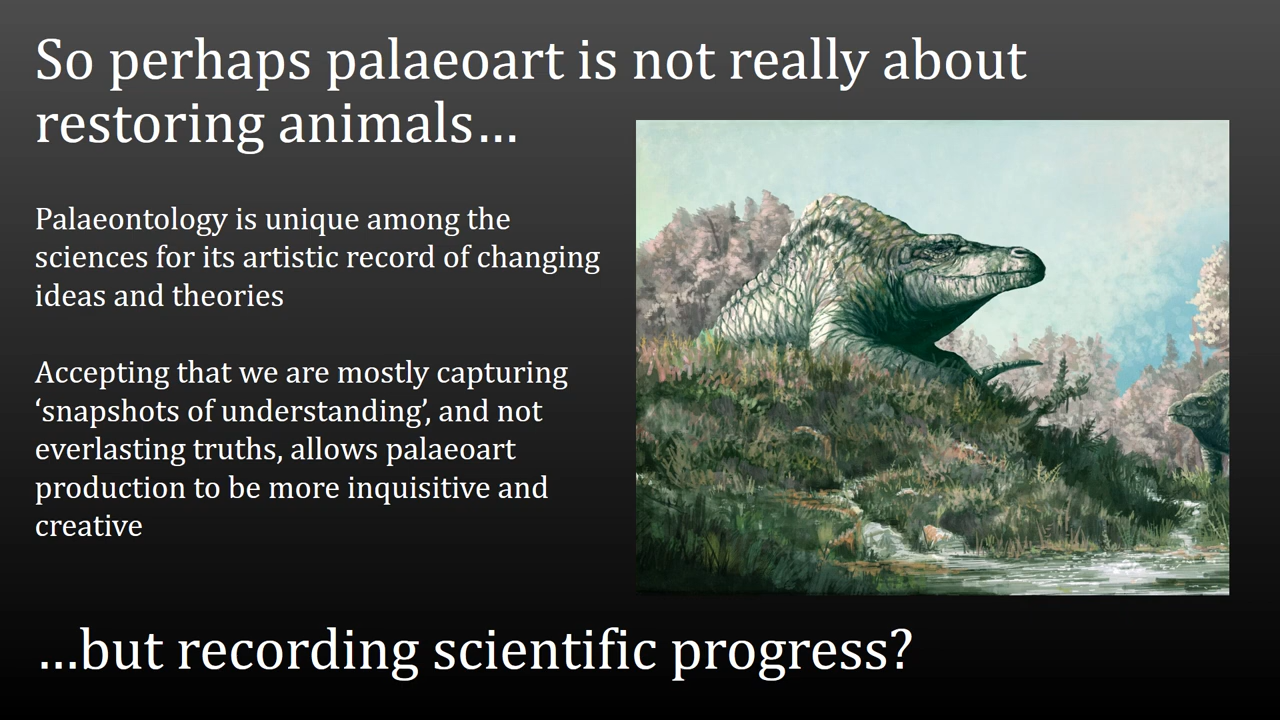 So perhaps palaeoart is not really about
restoring animals…
Palaeontology is unique among the
sciences for its artistic record of changing
ideas and theories
Accepting that we are mostly capturing
‘snapshots of understanding’, and not
everlasting truths, allows palaeoart
production to be more inquisitive and
creative
…but recording scientific progress?